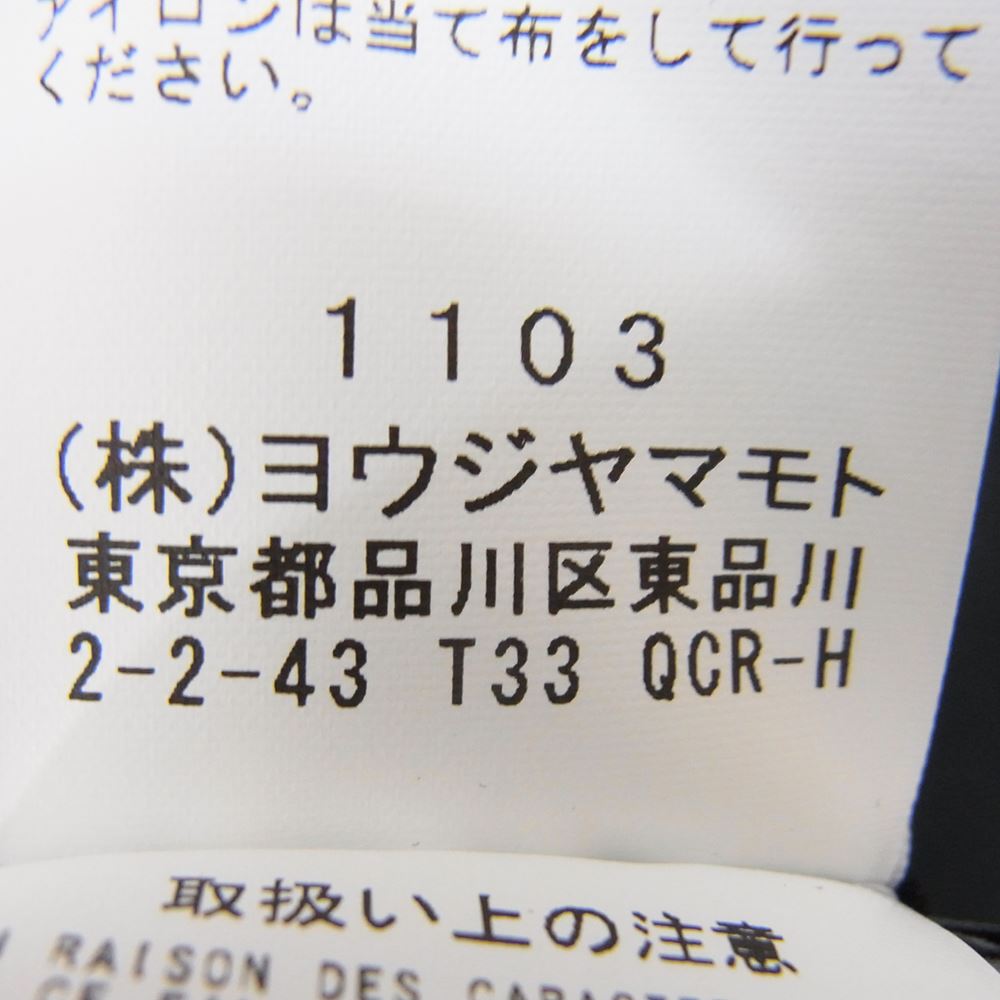 アイロンは当て布をして行って
ください。
1103
(株)ヨウジヤマモト
東京都品川区東品川
2-2-43 T33 QCR-H
取扱い上の注意
RAISON DES